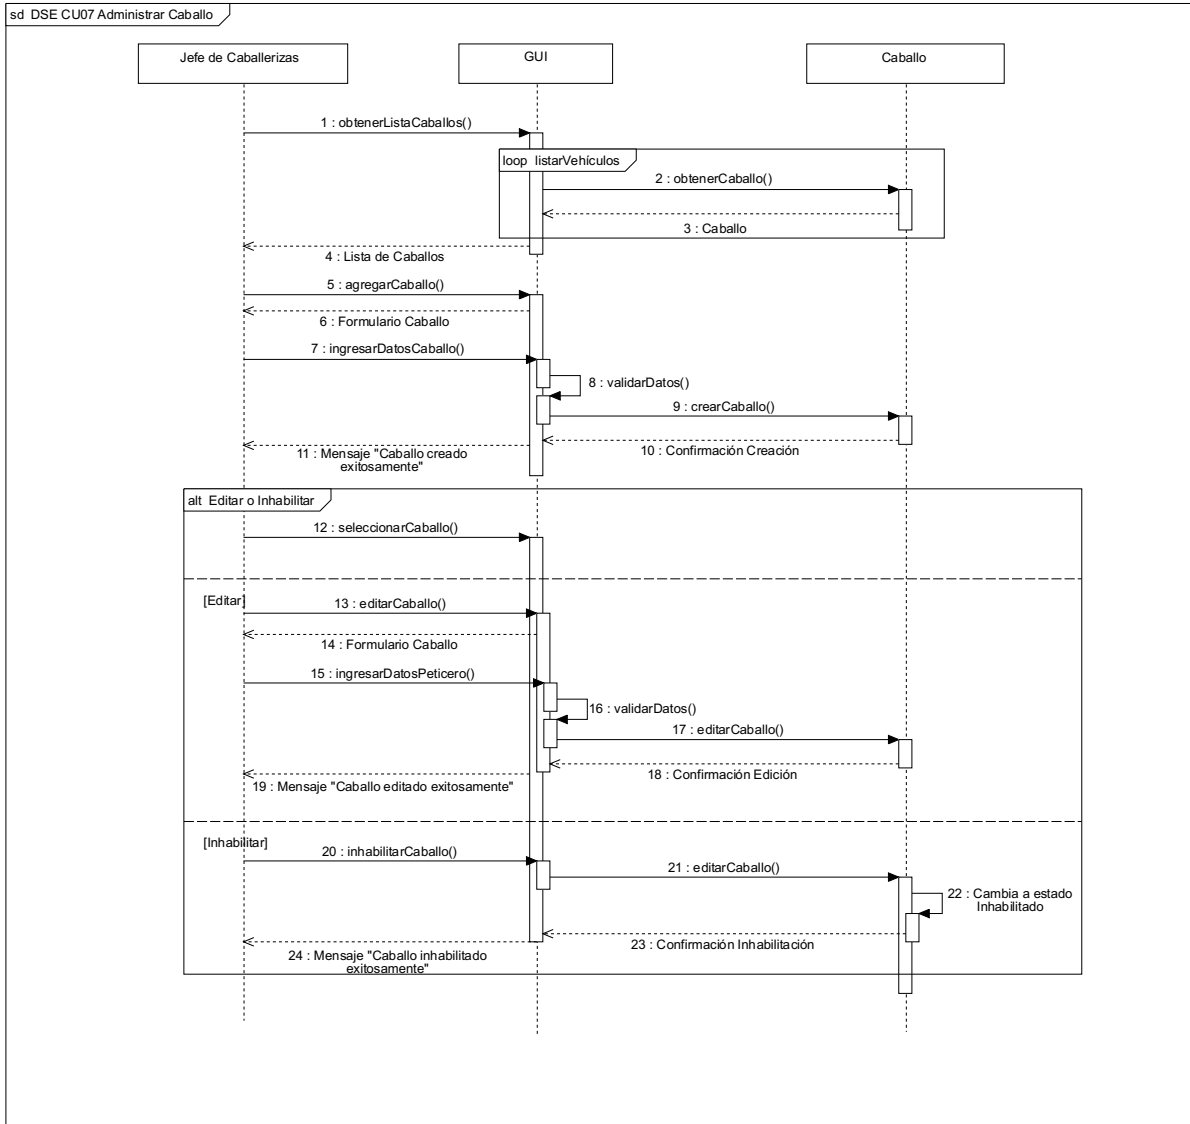 sd DSE CU07 Administrar Caballo
Jefe de Caballerizas
GUI
Caballo
1 : obtenerListaCaballos()
loop listarVehículos
2 : obtenerCaballo()
3 : Caballo
4 : Lista de Caballos
5 : agregarCaballo()
6 : Formulario Caballo
7 : ingresarDatosCaballo()
8 : validarDatos()
9 : crearCaballo()
10 : Confirmación Creación
11 : Mensaje "Caballo creado
exitosamente"
alt Editar o Inhabilitar
12 : seleccionarCaballo()
[Editar]
13 : editarCaballo()
14 : Formulario Caballo
15 : ingresarDatosPeticero()
16 : validarDatos()
17 : editarCaballo()
18 : Confirmación Edición
19 : Mensaje "Caballo editado exitosamente"
[Inhabilitar]
20 : inhabilitarCaballo()
21 : editarCaballo()
22 : Cambia a estado
Inhabilitado
23 : Confirmación Inhabilitación
24 : Mensaje "Caballo inhabilitado
exitosamente"